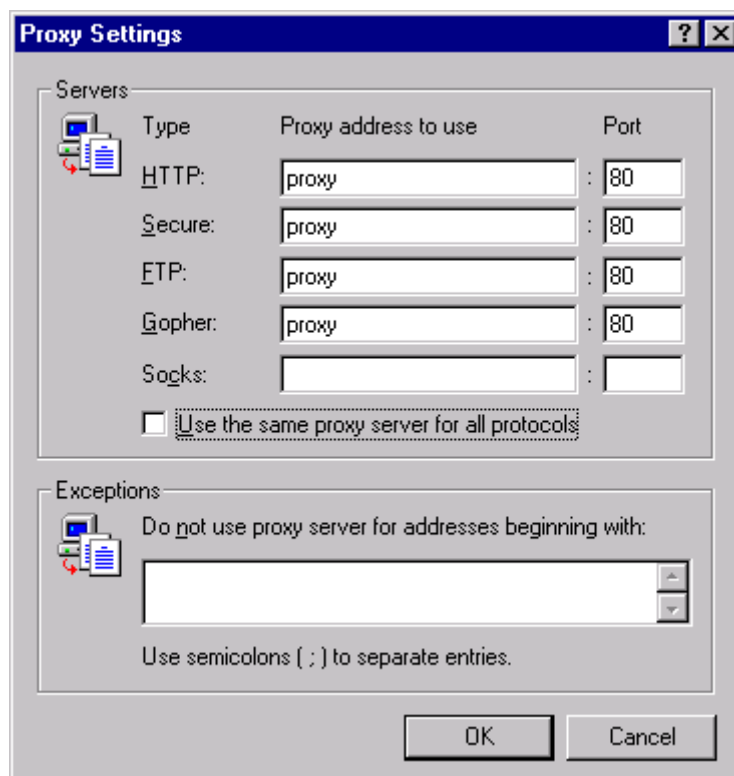 Proxy Settings
Servers
Type Proxy address to use Port
HTTP: proxy : 80
Secure: proxy : 80
FTP: proxy : 80
Gopher: proxy : 80
Socks: :
Use the same proxy server for all protocols
Exceptions
Do not use proxy server for addresses beginning with:
Use semicolons ( ; ) to separate entries.
OK Cancel